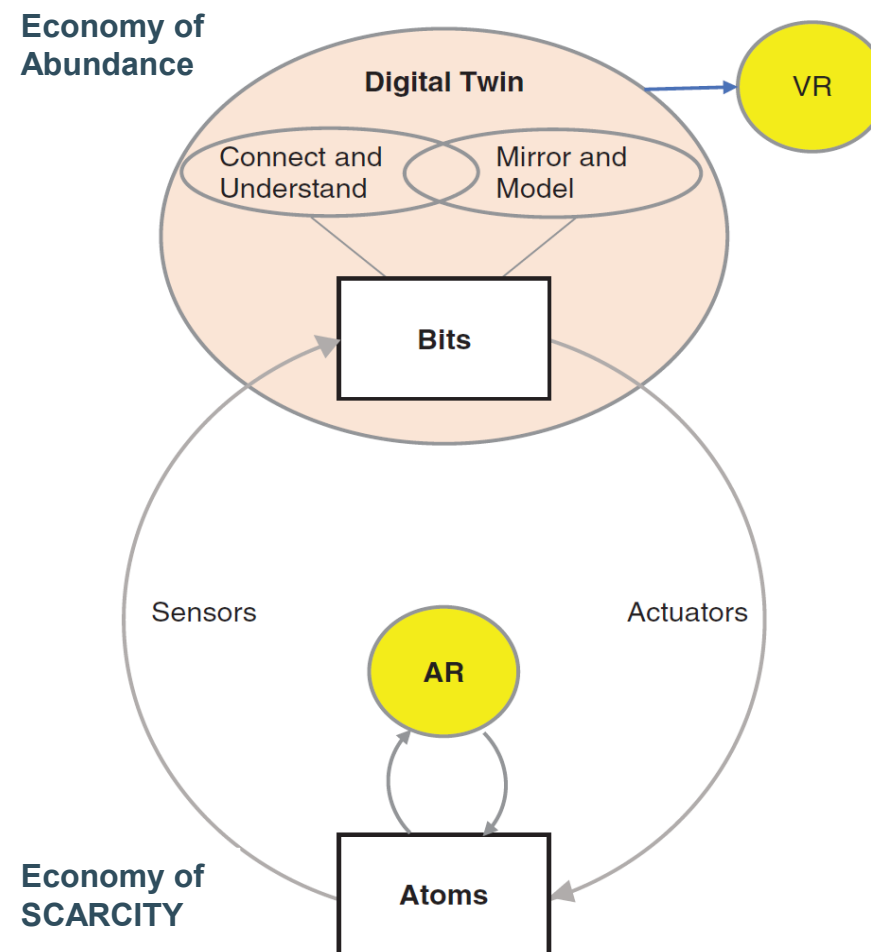 Economy of
Abundance
Digital Twin
VR
Connect and
Understand
Mirror and
Model
Bits
Sensors
Actuators
AR
Economy of
SCARCITY
Atoms